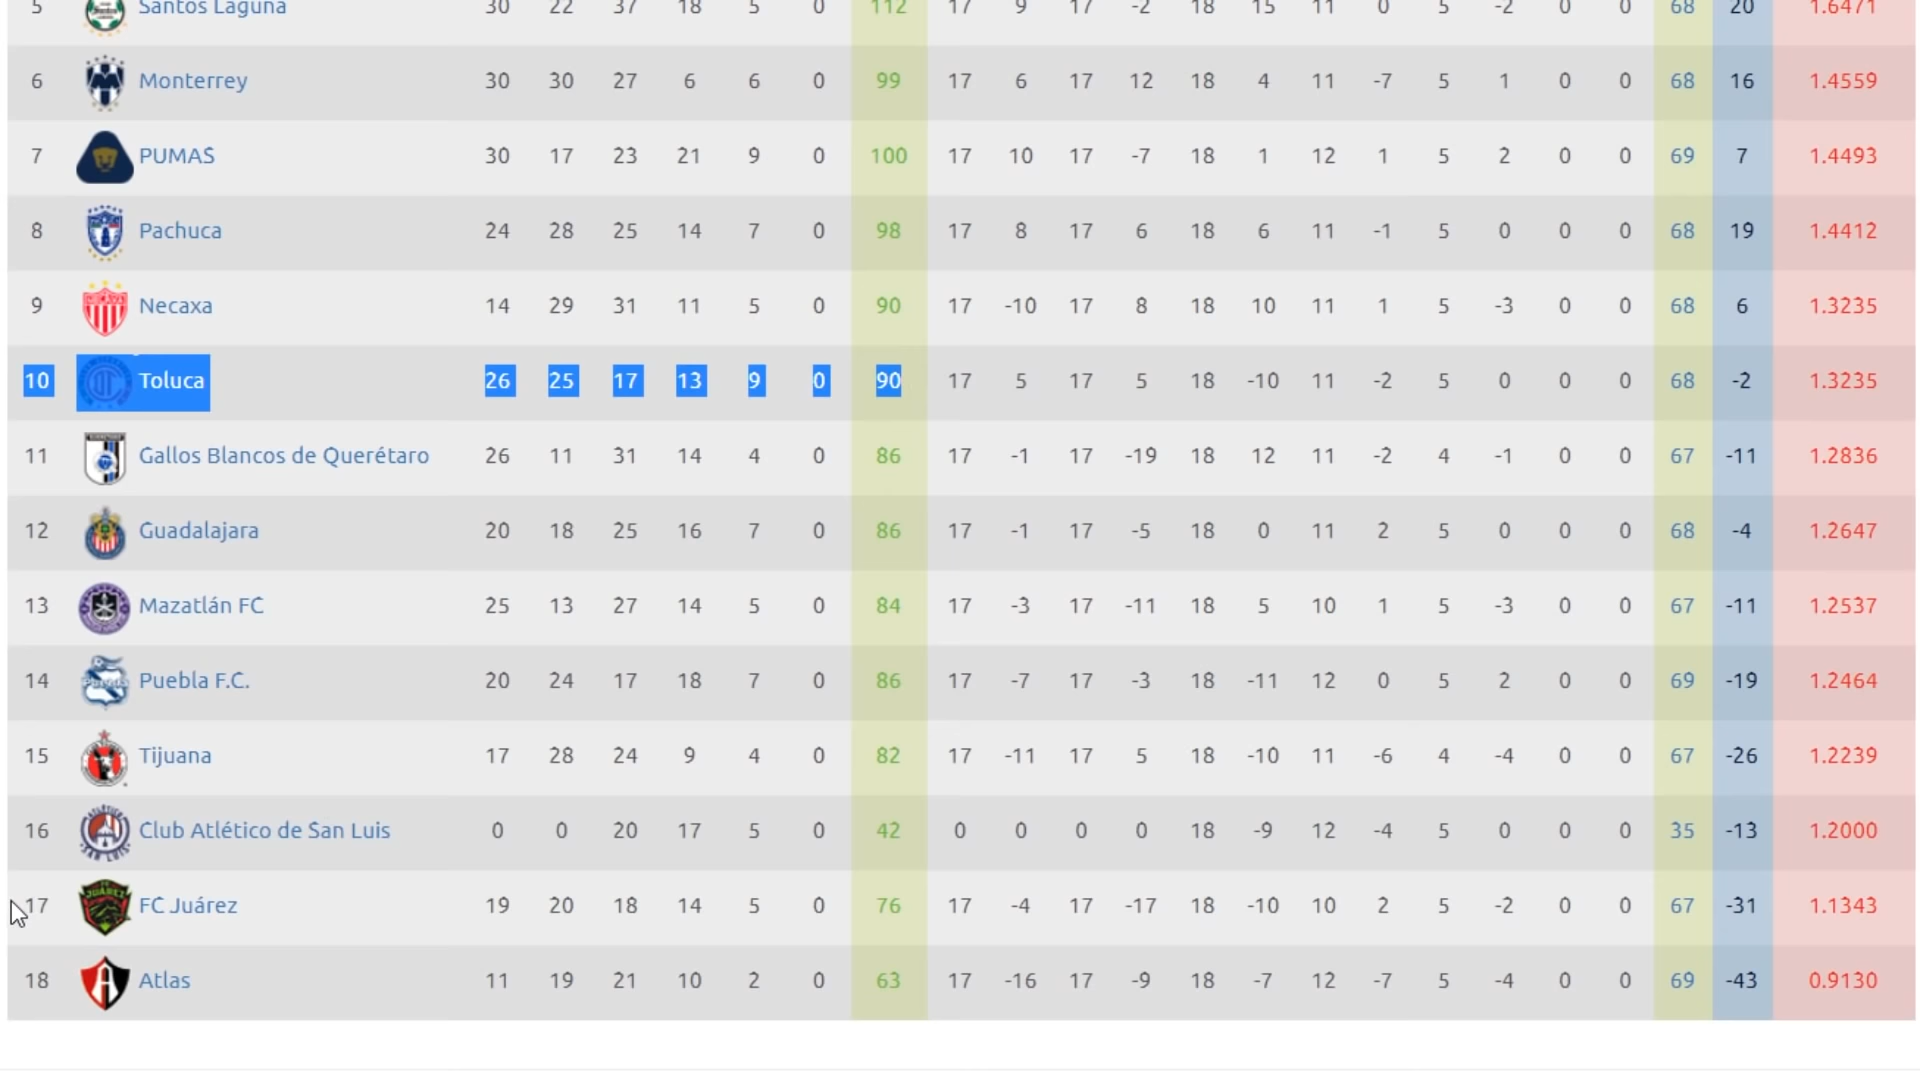 5 Santos Laguna 30 22 37 18 5 0 112 17 9 17 -2 18 15 11 0 5 -2 0 0 68 20 1.6471
6 Monterrey 30 30 27 6 6 0 99 17 6 17 12 18 4 11 -7 5 1 0 0 68 16 1.4559
7 PUMAS 30 17 23 21 9 0 100 17 10 17 -7 18 1 12 1 5 2 0 0 69 7 1.4493
8 Pachuca 24 28 25 14 7 0 98 17 8 17 6 18 6 11 -1 5 0 0 0 68 19 1.4412
9 Necaxa 14 29 31 11 5 0 90 17 -10 17 8 18 10 11 1 5 -3 0 0 68 6 1.3235
10 Toluca 26 25 17 13 9 0 90 17 5 17 5 18 -10 11 -2 5 0 0 0 68 -2 1.3235
11 Gallos Blancos de Querétaro 26 11 31 14 4 0 86 17 -1 17 -19 18 12 11 -2 4 -1 0 0 67 -11 1.2836
12 Guadalajara 20 18 25 16 7 0 86 17 -1 17 -5 18 0 11 2 5 0 0 0 68 -4 1.2647
13 Mazatlán FC 25 13 27 14 5 0 84 17 -3 17 -11 18 5 10 1 5 -3 0 0 67 -11 1.2537
14 Puebla F.C. 20 24 17 18 7 0 86 17 -7 17 -3 18 -11 12 0 5 2 0 0 69 -19 1.2464
15 Tijuana 17 28 24 9 4 0 82 17 -11 17 5 18 -10 11 -6 4 -4 0 0 67 -26 1.2239
16 Club Atlético de San Luis 0 0 20 17 5 0 42 0 0 0 0 18 -9 12 -4 5 0 0 0 35 -13 1.2000
17 FC Juárez 19 20 18 14 5 0 76 17 -4 17 -17 18 -10 10 2 5 -2 0 0 67 -31 1.1343
18 Atlas 11 19 21 10 2 0 63 17 -16 17 -9 18 -7 12 -7 5 -4 0 0 69 -43 0.9130